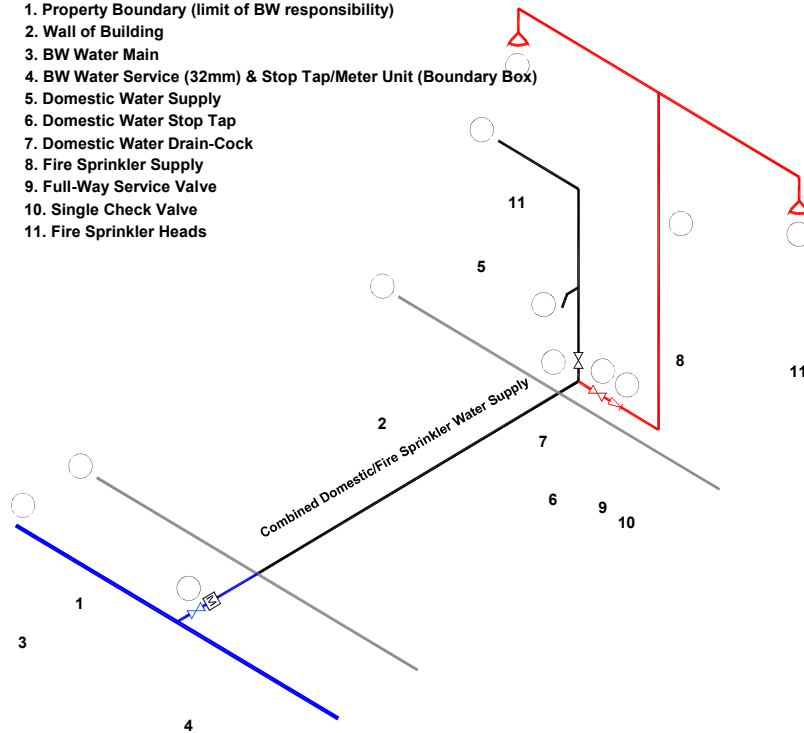 1. Property Boundary (limit of BW responsibility)
2. Wall of Building
3. BW Water Main
4. BW Water Service (32mm) & Stop Tap/Meter Unit (Boundary Box)
5. Domestic Water Supply
6. Domestic Water Stop Tap
7. Domestic Water Drain-Cock
8. Fire Sprinkler Supply
9. Full-Way Service Valve
10. Single Check Valve
11. Fire Sprinkler Heads
11
5
8
11
2
Combined Domestic/Fire Sprinkler Water Supply
7
6
9
10
M
1
3
4